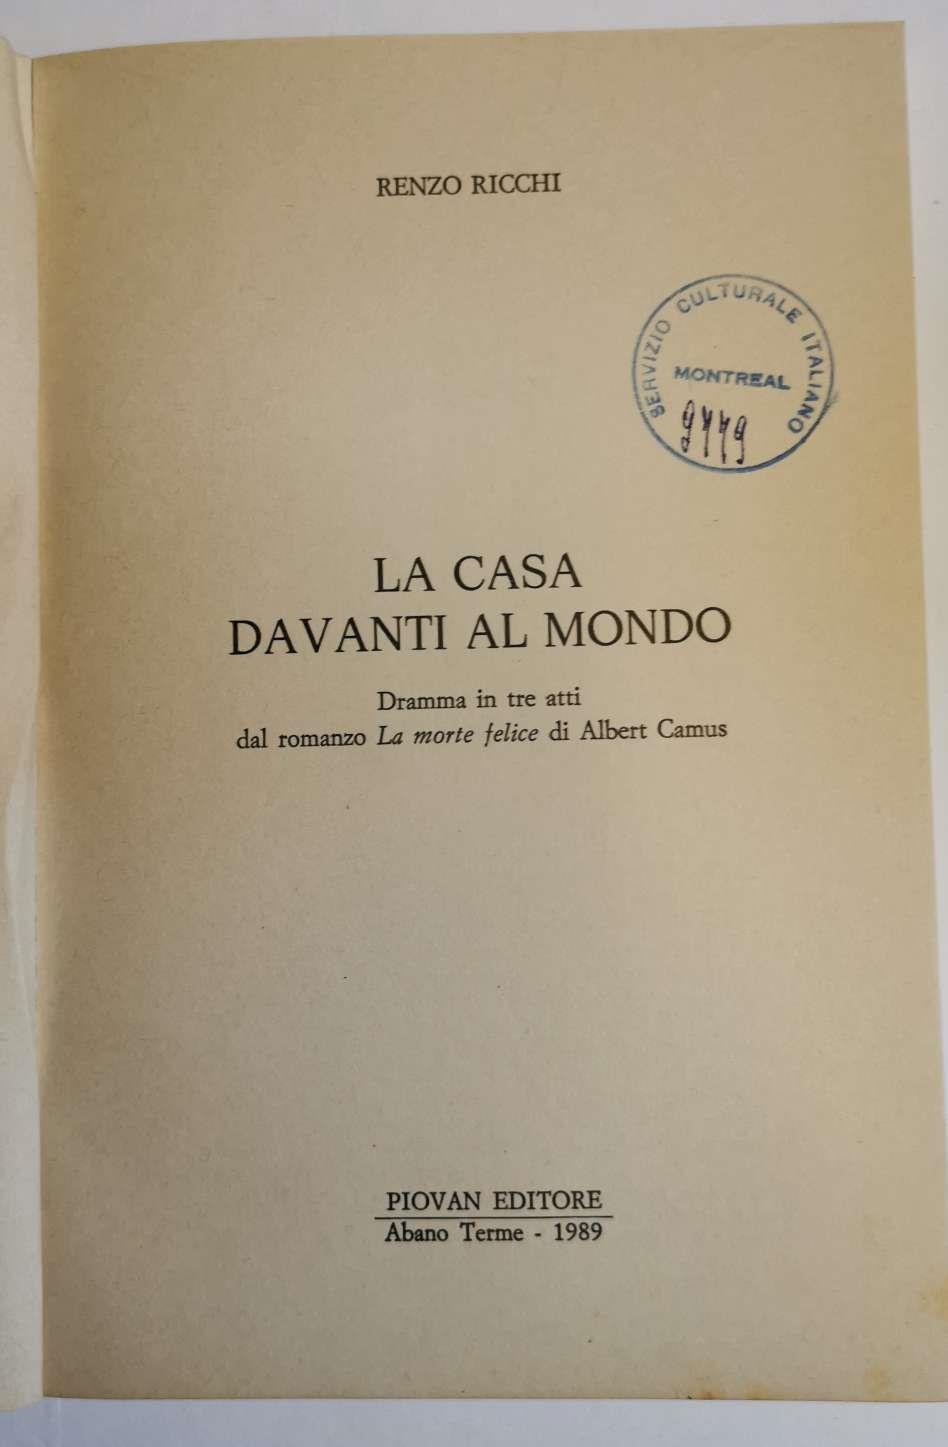 RENZO RICCHI
SERVIZIO CULTURALE ITALIANO
MONTREAL
9779
LA CASA
DAVANTI AL MONDO
Dramma in tre atti
dal romanzo La morte felice di Albert Camus
PIOVAN EDITORE
Abano Terme - 1989